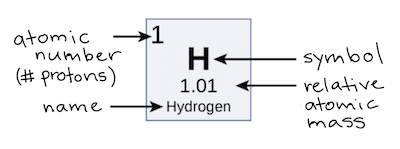 atomic
number
(# protons)
name
1
H
1.01
Hydrogen
symbol
relative
atomic
mass